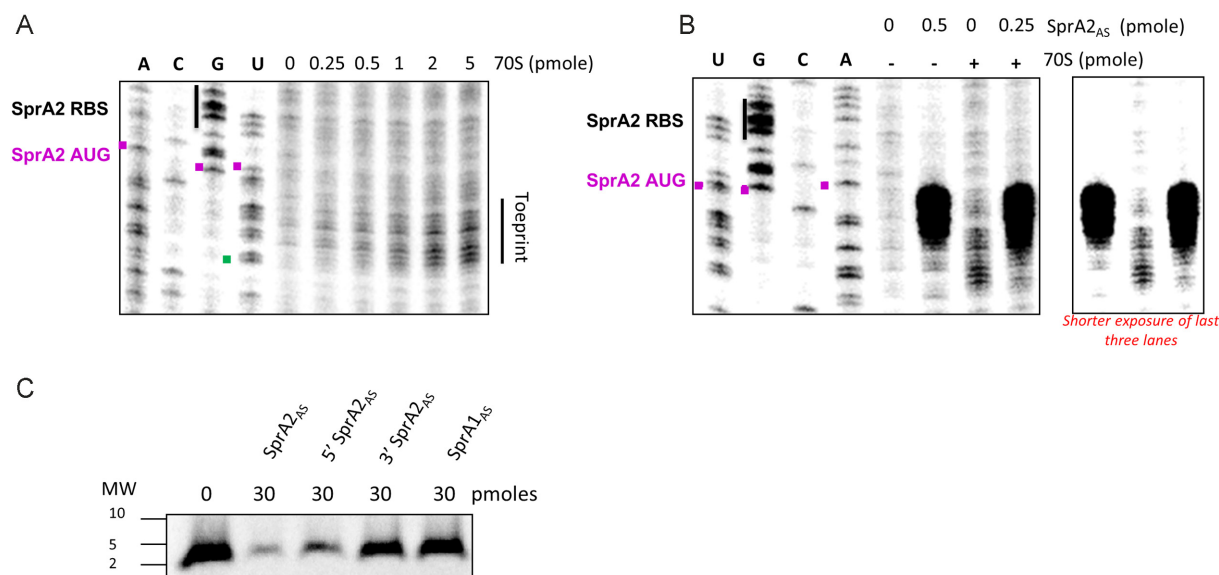 A
A C G U 0 0.25 0.5 1 2 5 70S (pmole)
SprA2 RBS
SprA2 AUG
Toeprint
B
0 0.5 0 0.25 SprA2AS (pmole)
U G C A - - + + 70S (pmole)
SprA2 RBS
SprA2 AUG
Shorter exposure of last
three lanes
C
SprA2AS 5' SprA2AS 3' SprA2AS SprA1AS
MW 0 30 30 30 30 pmoles
10
5
2